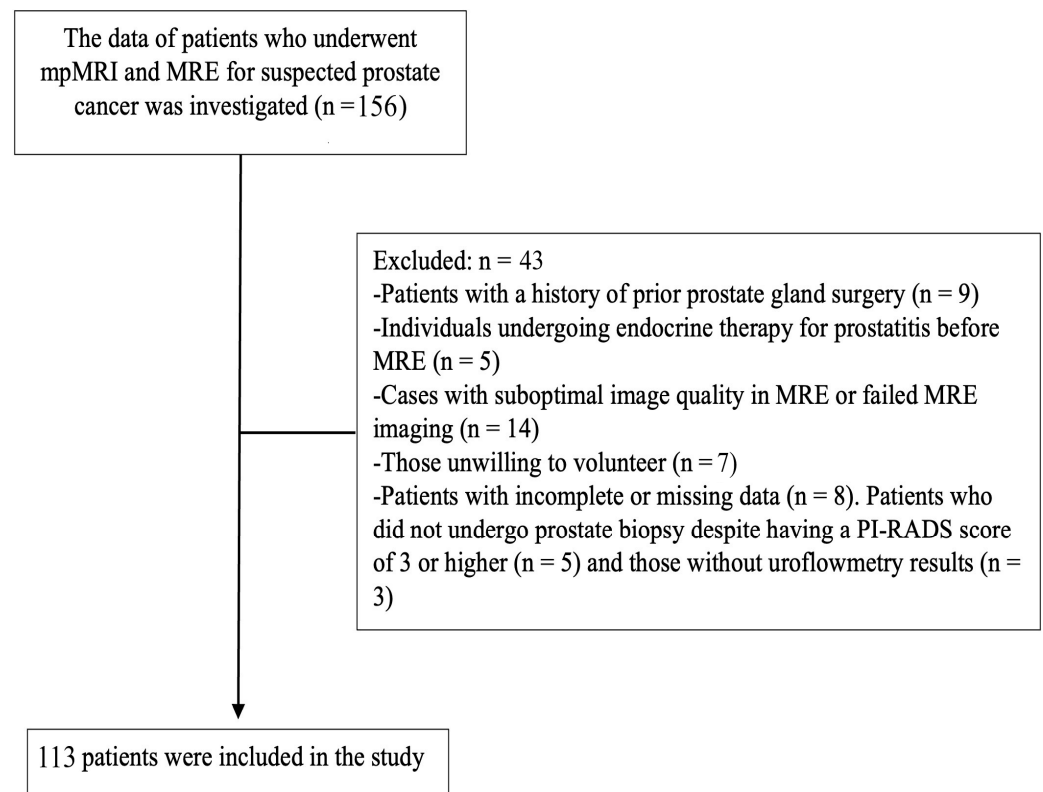 The data of patients who underwent
mpMRI and MRE for suspected prostate
cancer was investigated (n =156)
Excluded: n = 43
-Patients with a history of prior prostate gland surgery (n = 9)
-Individuals undergoing endocrine therapy for prostatitis before
MRE (n = 5)
-Cases with suboptimal image quality in MRE or failed MRE
imaging (n = 14)
-Those unwilling to volunteer (n = 7)
-Patients with incomplete or missing data (n = 8). Patients who
did not undergo prostate biopsy despite having a PI-RADS score
of 3 or higher (n = 5) and those without uroflowmetry results (n =
3)
113 patients were included in the study